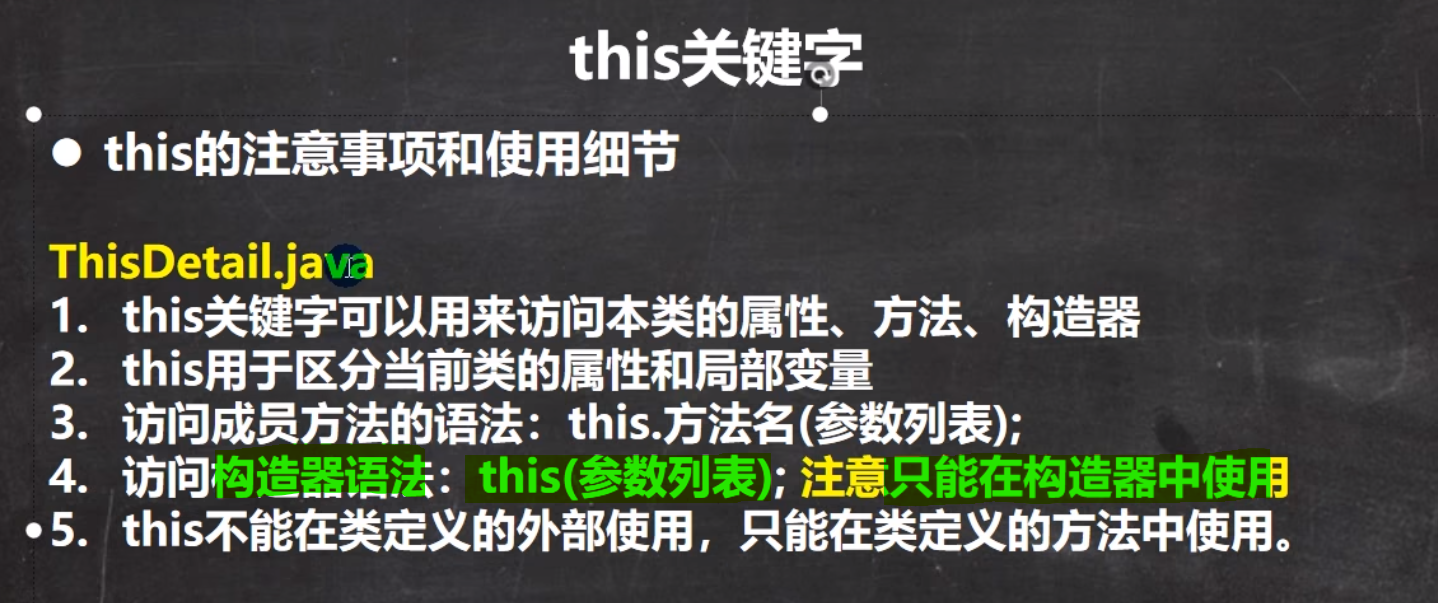 this关键字
● this的注意事项和使用细节
ThisDetail.java
1. this关键字可以用来访问本类的属性、方法、构造器
2. this用于区分当前类的属性和局部变量
3. 访问成员方法的语法：this.方法名(参数列表);
4. 访问构造器语法：this(参数列表); 注意只能在构造器中使用
5. this不能在类定义的外部使用，只能在类定义的方法中使用。